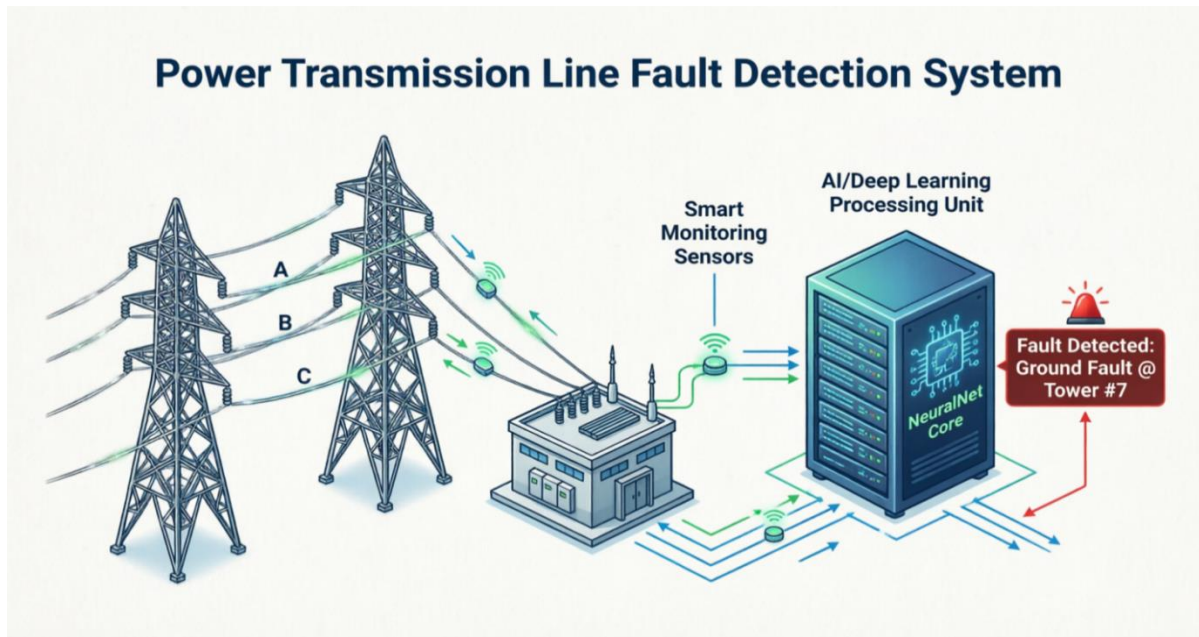 Power Transmission Line Fault Detection System
A
B
C
Smart
Monitoring
Sensors
AI/Deep Learning
Processing Unit
NeuralNet
Core
Fault Detected:
Ground Fault @
Tower #7